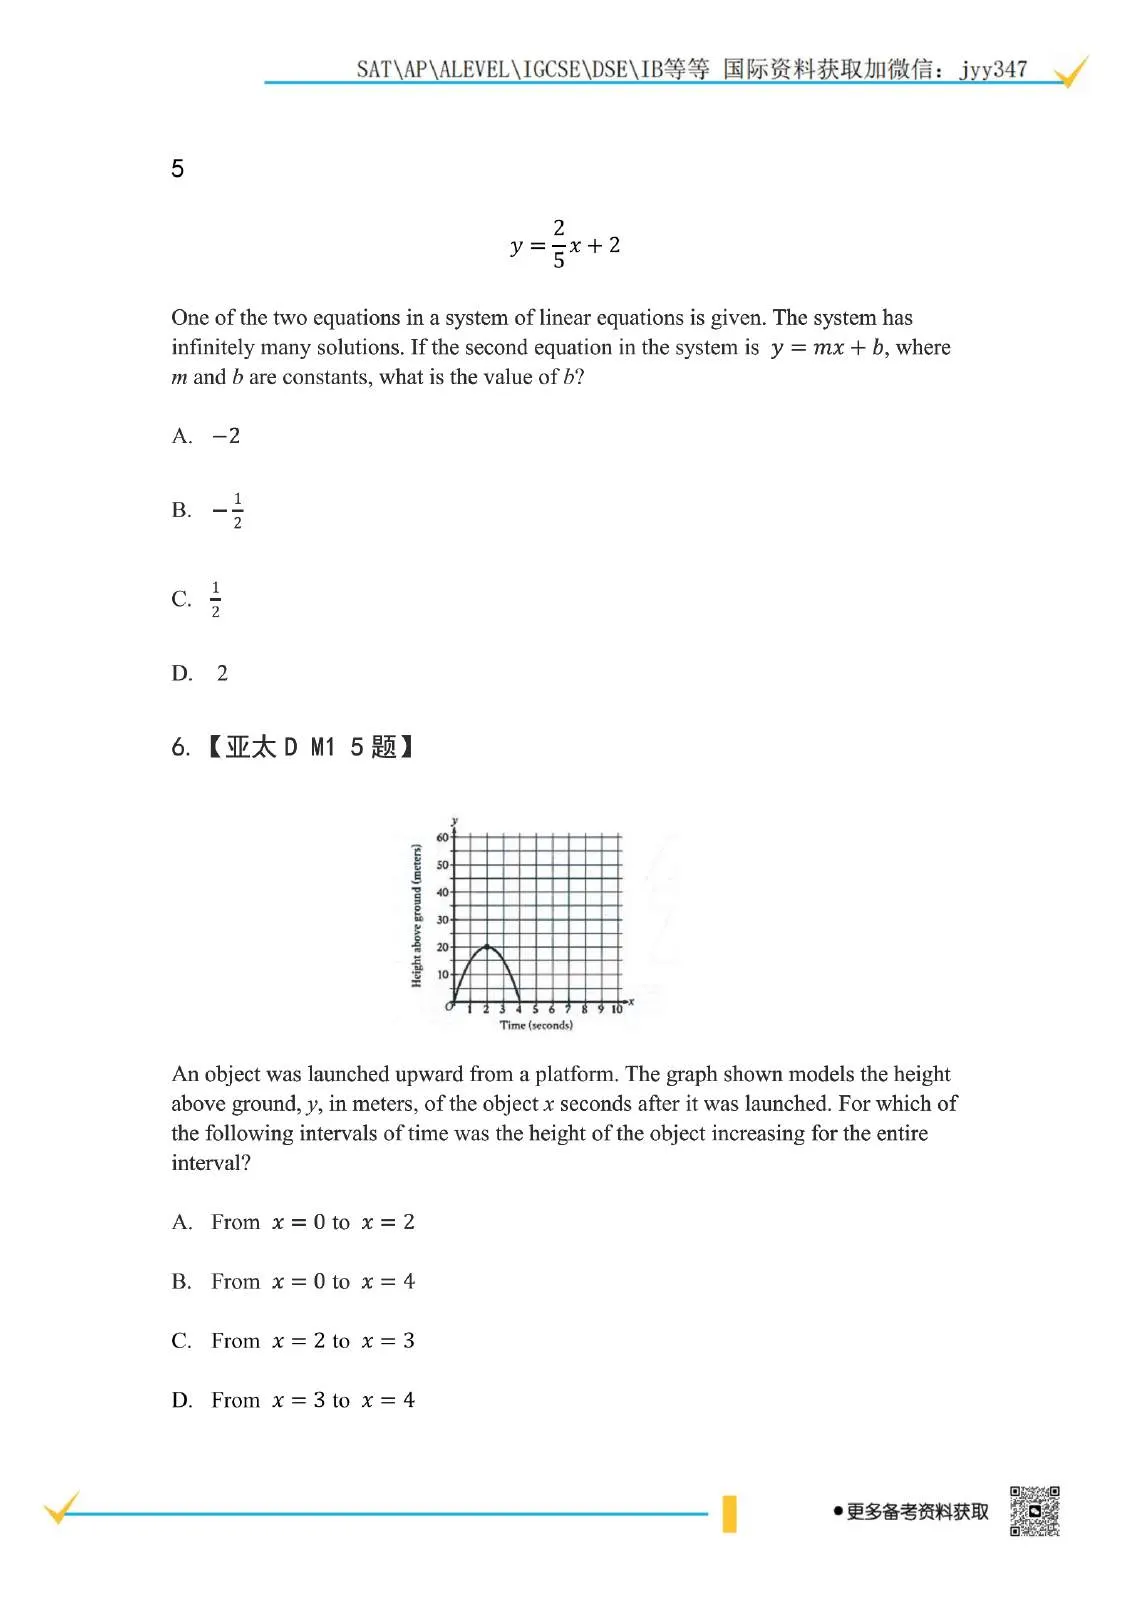 SAT\AP\ALEVEL\IGCSE\DSE\IB等等 国际资料获取加微信：jyy347
5
y = 2/5 x + 2
One of the two equations in a system of linear equations is given. The system has
infinitely many solutions. If the second equation in the system is y = mx + b, where
m and b are constants, what is the value of b?
A. −2
B. −1/2
C. 1/2
D. 2
6.【亚太 D M1 5 题】
y
60
50
40
30
20
10
Height above ground (meters)
O 1 2 3 4 5 6 7 8 9 10 x
Time (seconds)
An object was launched upward from a platform. The graph shown models the height
above ground, y, in meters, of the object x seconds after it was launched. For which of
the following intervals of time was the height of the object increasing for the entire
interval?
A. From x = 0 to x = 2
B. From x = 0 to x = 4
C. From x = 2 to x = 3
D. From x = 3 to x = 4
●更多备考资料获取